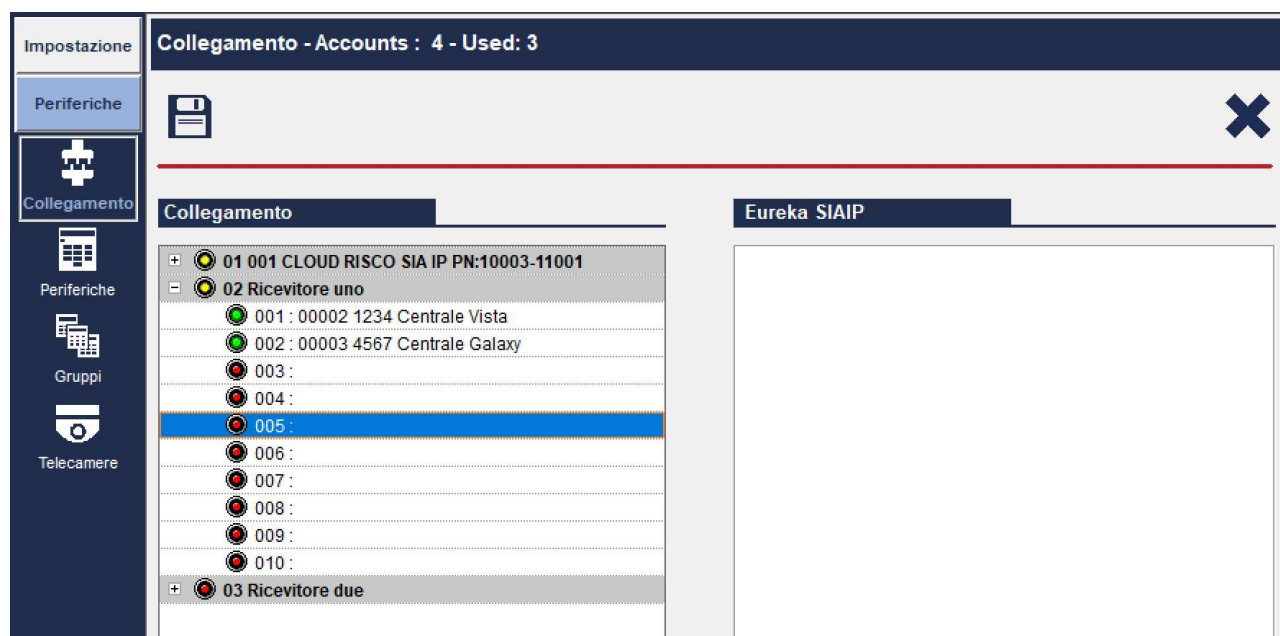 Impostazione
Periferiche
Collegamento
Periferiche
Gruppi
Telecamere
Collegamento - Accounts : 4 - Used: 3
Collegamento
01 001 CLOUD RISCO SIA IP PN:10003-11001
02 Ricevitore uno
001 : 00002 1234 Centrale Vista
002 : 00003 4567 Centrale Galaxy
003 :
004 :
005 :
006 :
007 :
008 :
009 :
010 :
03 Ricevitore due
Eureka SIAIP